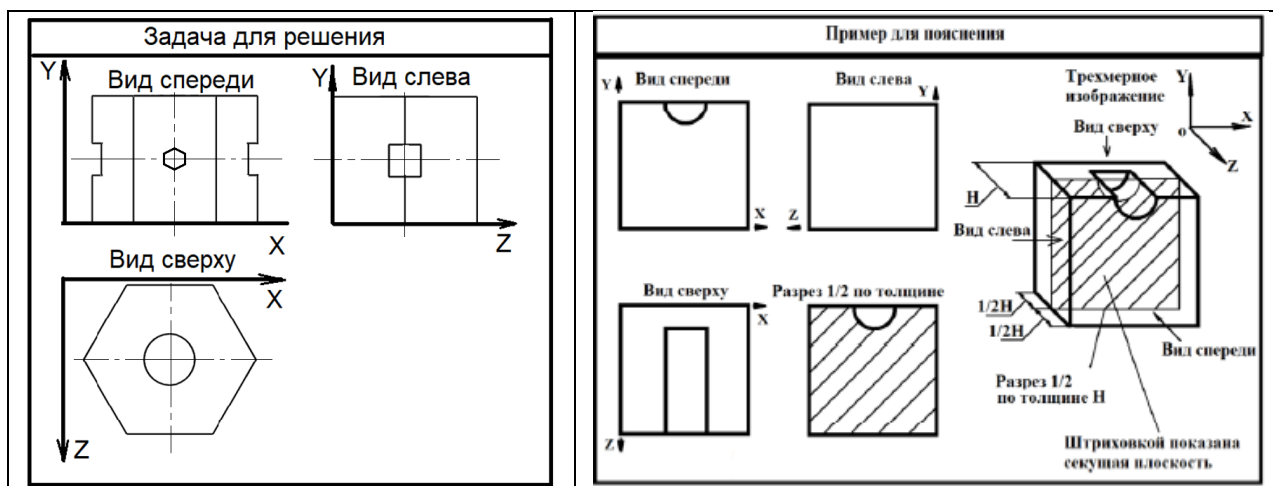 Задача для решения
Y
Вид спереди
X
Y
Вид слева
Z
Вид сверху
X
Z
Пример для пояснения
Y
Вид спереди
X
Вид слева
Y
Z
Трехмерное
изображение
Y
X
o
Z
Вид сверху
H
Вид слева
1/2H
1/2H
Вид спереди
Вид сверху
X
Z
Разрез 1/2 по толщине
Разрез 1/2
по толщине H
Штриховкой показана
секущая плоскость